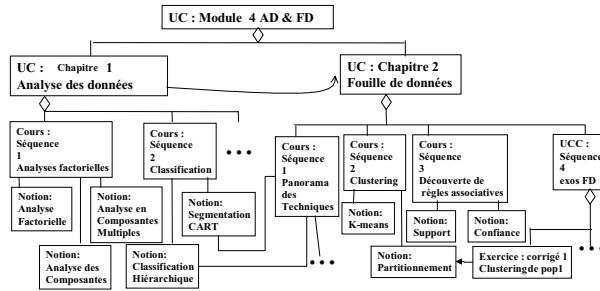 UC : Module 4 AD & FD
UC : Chapitre 1
Analyse des données
UC : Chapitre 2
Fouille de données
Cours :
Séquence
1
Analyses factorielles
Cours :
Séquence
2
Classification
•••
Cours :
Séquence
1
Panorama
des
Techniques
Cours :
Séquence
2
Clustering
Cours :
Séquence
3
Découverte de
règles associatives
UCC :
Séquence
4
exos FD
Notion:
Analyse
Factorielle
Notion:
Analyse en
Composantes
Multiples
Notion:
Segmentation
CART
Notion:
K-means
Notion:
Support
Notion:
Confiance
Notion:
Analyse des
Composantes
Notion:
Classification
Hiérarchique
•••
Notion:
Partitionnement
Exercice : corrigé 1
Clustering de pop1
•••